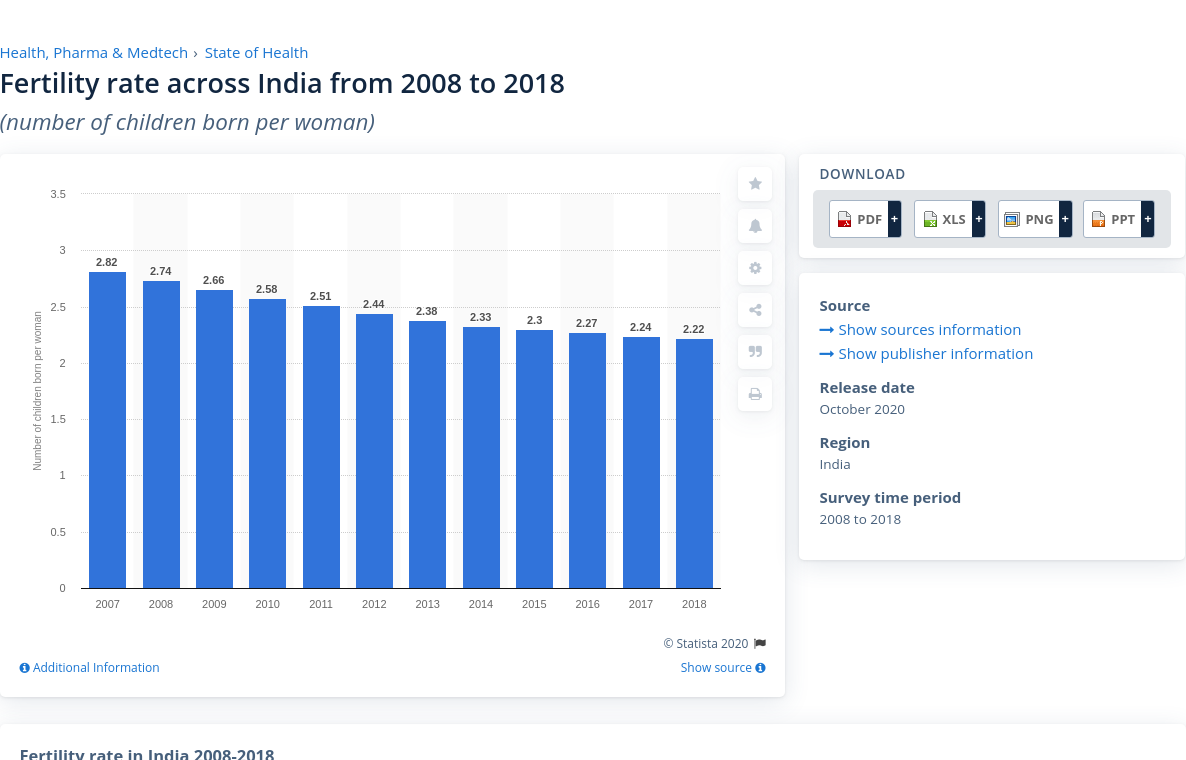 Health, Pharma & Medtech › State of Health
Fertility rate across India from 2008 to 2018
(number of children born per woman)
3.5
3
2.5
2
1.5
1
0.5
0
Number of children born per woman
2.82
2.74
2.66
2.58
2.51
2.44
2.38
2.33
2.3
2.27
2.24
2.22
2007 2008 2009 2010 2011 2012 2013 2014 2015 2016 2017 2018
© Statista 2020
Additional Information
Show source
DOWNLOAD
PDF + XLS + PNG + PPT +
Source
Show sources information
Show publisher information
Release date
October 2020
Region
India
Survey time period
2008 to 2018
Fertility rate in India 2008-2018